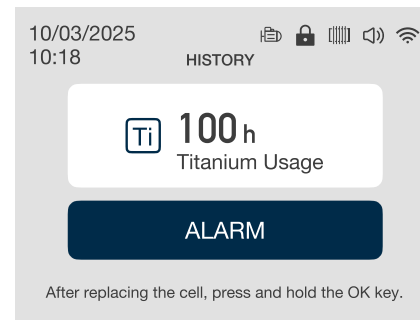 10/03/2025
10:18
HISTORY
Ti
100 h
Titanium Usage
ALARM
After replacing the cell, press and hold the OK key.